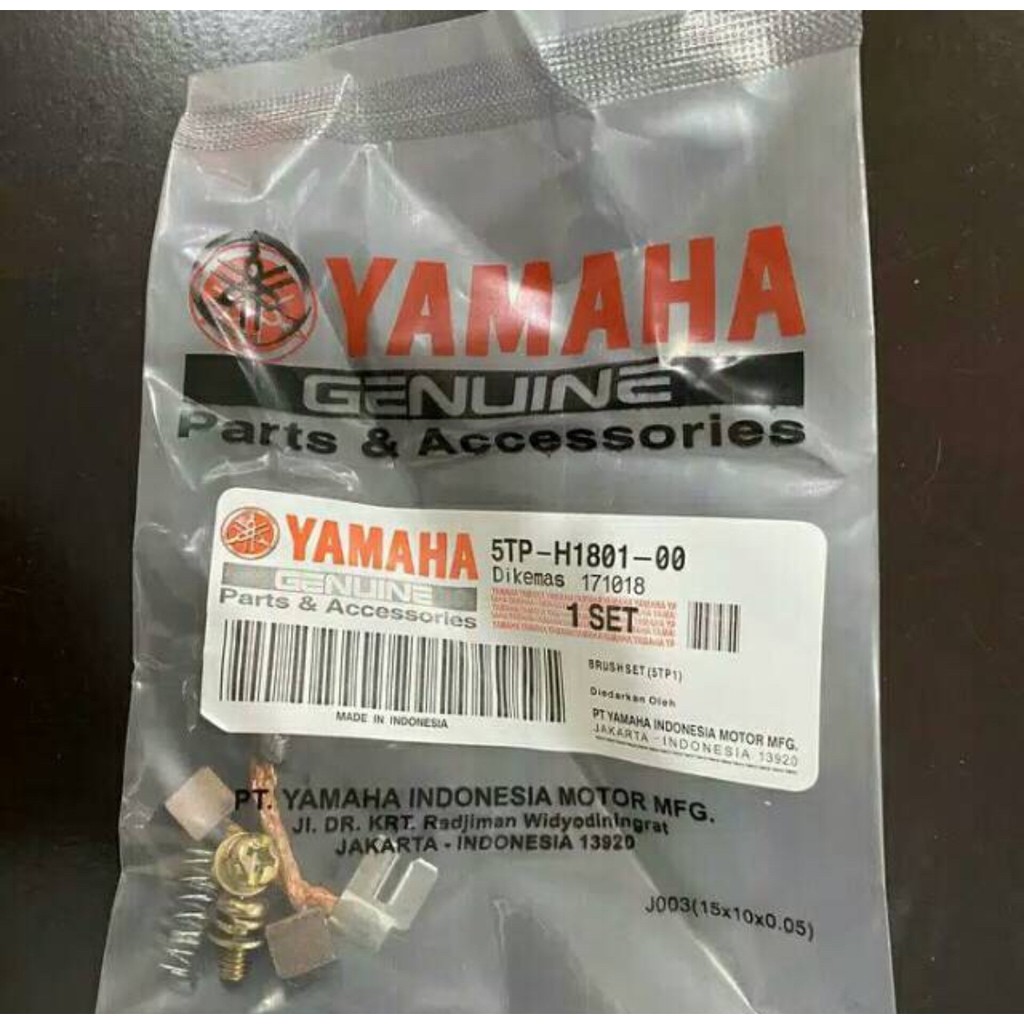 YAMAHA
GENUINE
Parts & Accessories
YAMAHA
GENUINE
Parts & Accessories
5TP-H1801-00
Dikemas 171018
1 SET
BRUSH SET (5TP1)
Diedarkan Oleh
PT YAMAHA INDONESIA MOTOR MFG.
JAKARTA - INDONESIA 13920
MADE IN INDONESIA
PT. YAMAHA INDONESIA MOTOR MFG.
Jl. DR. KRT. Radjiman Widyodiningrat
JAKARTA - INDONESIA 13920
J003(15x10x0.05)